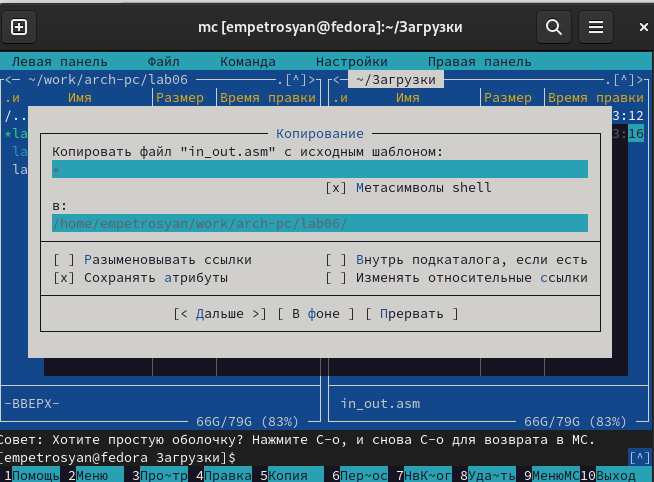 mc [empetrosyan@fedora]:~/Загрузки
Левая панель Файл Команда Настройки Правая панель
<— ~/work/arch-pc/lab06 .[^]> <— ~/Загрузки .[^]>
.и Имя Размер Время правки .и Имя Размер Время правки
/.. 3:12
*la 3:16
la
la
Копирование
Копировать файл "in_out.asm" с исходным шаблоном:
*
[x] Метасимволы shell
в:
/home/empetrosyan/work/arch-pc/lab06/
[ ] Разыменовывать ссылки [ ] Внутрь подкаталога, если есть
[x] Сохранять атрибуты [ ] Изменять относительные ссылки
[< Дальше >] [ В фоне ] [ Прервать ]
-ВВЕРХ- in_out.asm
66G/79G (83%) 66G/79G (83%)
Совет: Хотите простую оболочку? Нажмите C-o, и снова C-o для возврата в MC.
[empetrosyan@fedora Загрузки]$ [^]
1Помощь 2Меню 3Про~тр 4Правка 5Копия 6Пер~ос 7НвК~ог 8Уда~ть 9МенюMC 10Выход